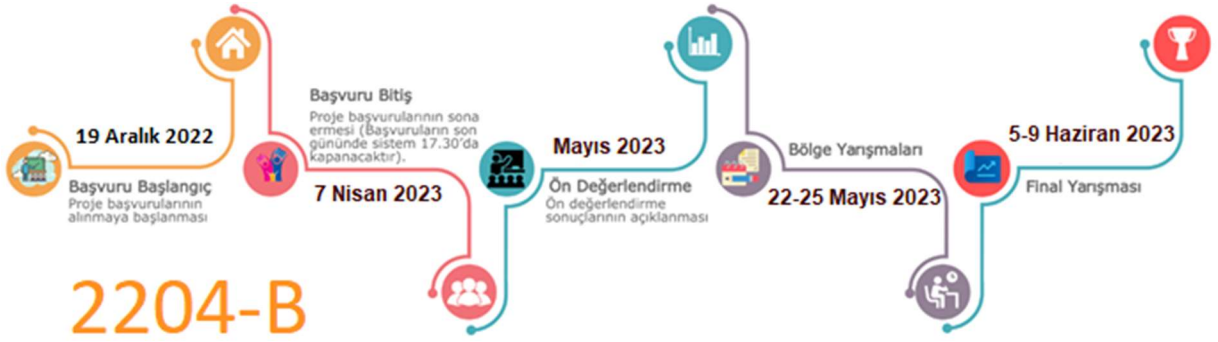 19 Aralık 2022
Başvuru Başlangıç
Proje başvurularının
alınmaya başlanması
Başvuru Bitiş
Proje başvurularının sona
ermesi (Başvuruların son
gününde sistem 17.30'da
kapanacaktır).
7 Nisan 2023
Mayıs 2023
Ön Değerlendirme
Ön değerlendirme
sonuçlarının açıklanması
Bölge Yarışmaları
22-25 Mayıs 2023
5-9 Haziran 2023
Final Yarışması
2204-B